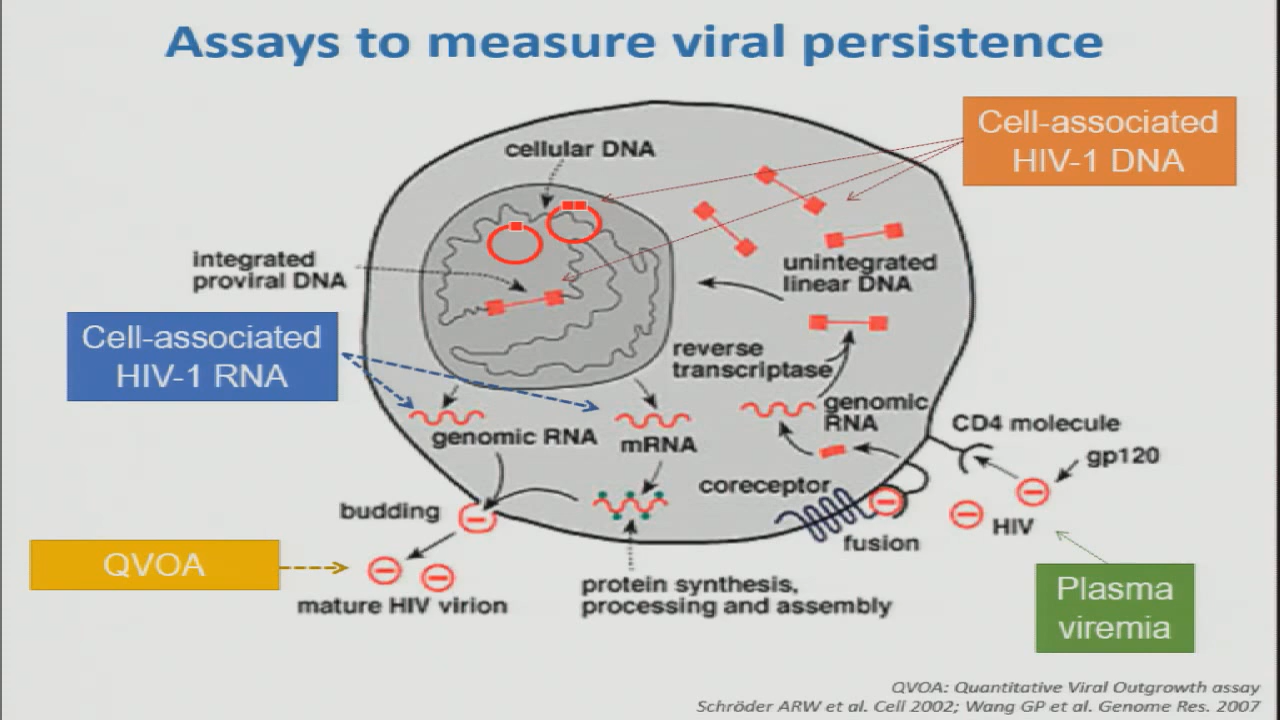 Assays to measure viral persistence
Cell-associated
HIV-1 DNA
cellular DNA
integrated
proviral DNA
unintegrated
linear DNA
Cell-associated
HIV-1 RNA
reverse
transcriptase
genomic
RNA
genomic RNA
mRNA
CD4 molecule
gp120
coreceptor
HIV
budding
fusion
QVOA
mature HIV virion
protein synthesis,
processing and assembly
Plasma
viremia
QVOA: Quantitative Viral Outgrowth assay
Schröder ARW et al. Cell 2002; Wang GP et al. Genome Res. 2007